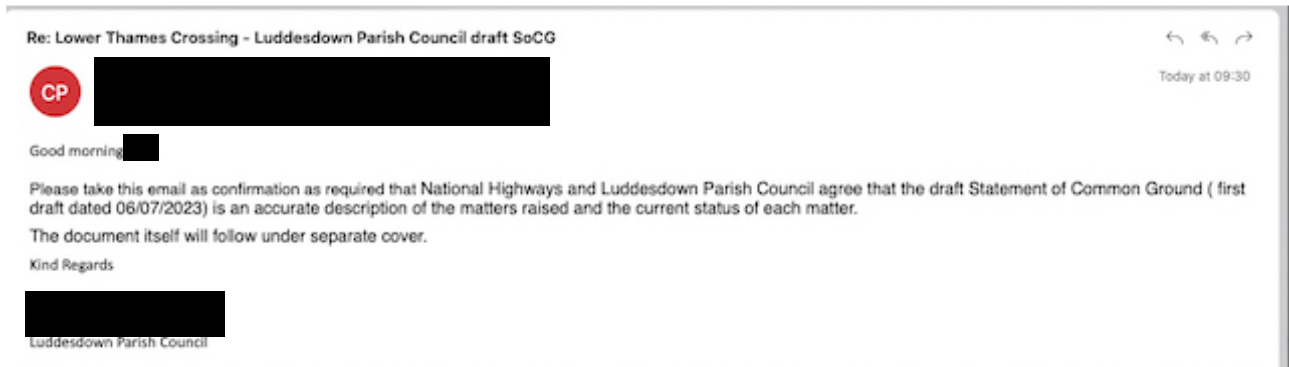 Re: Lower Thames Crossing - Luddesdown Parish Council draft SoCG
CP
Today at 09:30
Good morning
Please take this email as confirmation as required that National Highways and Luddesdown Parish Council agree that the draft Statement of Common Ground ( first
draft dated 06/07/2023) is an accurate description of the matters raised and the current status of each matter.
The document itself will follow under separate cover.
Kind Regards
Luddesdown Parish Council